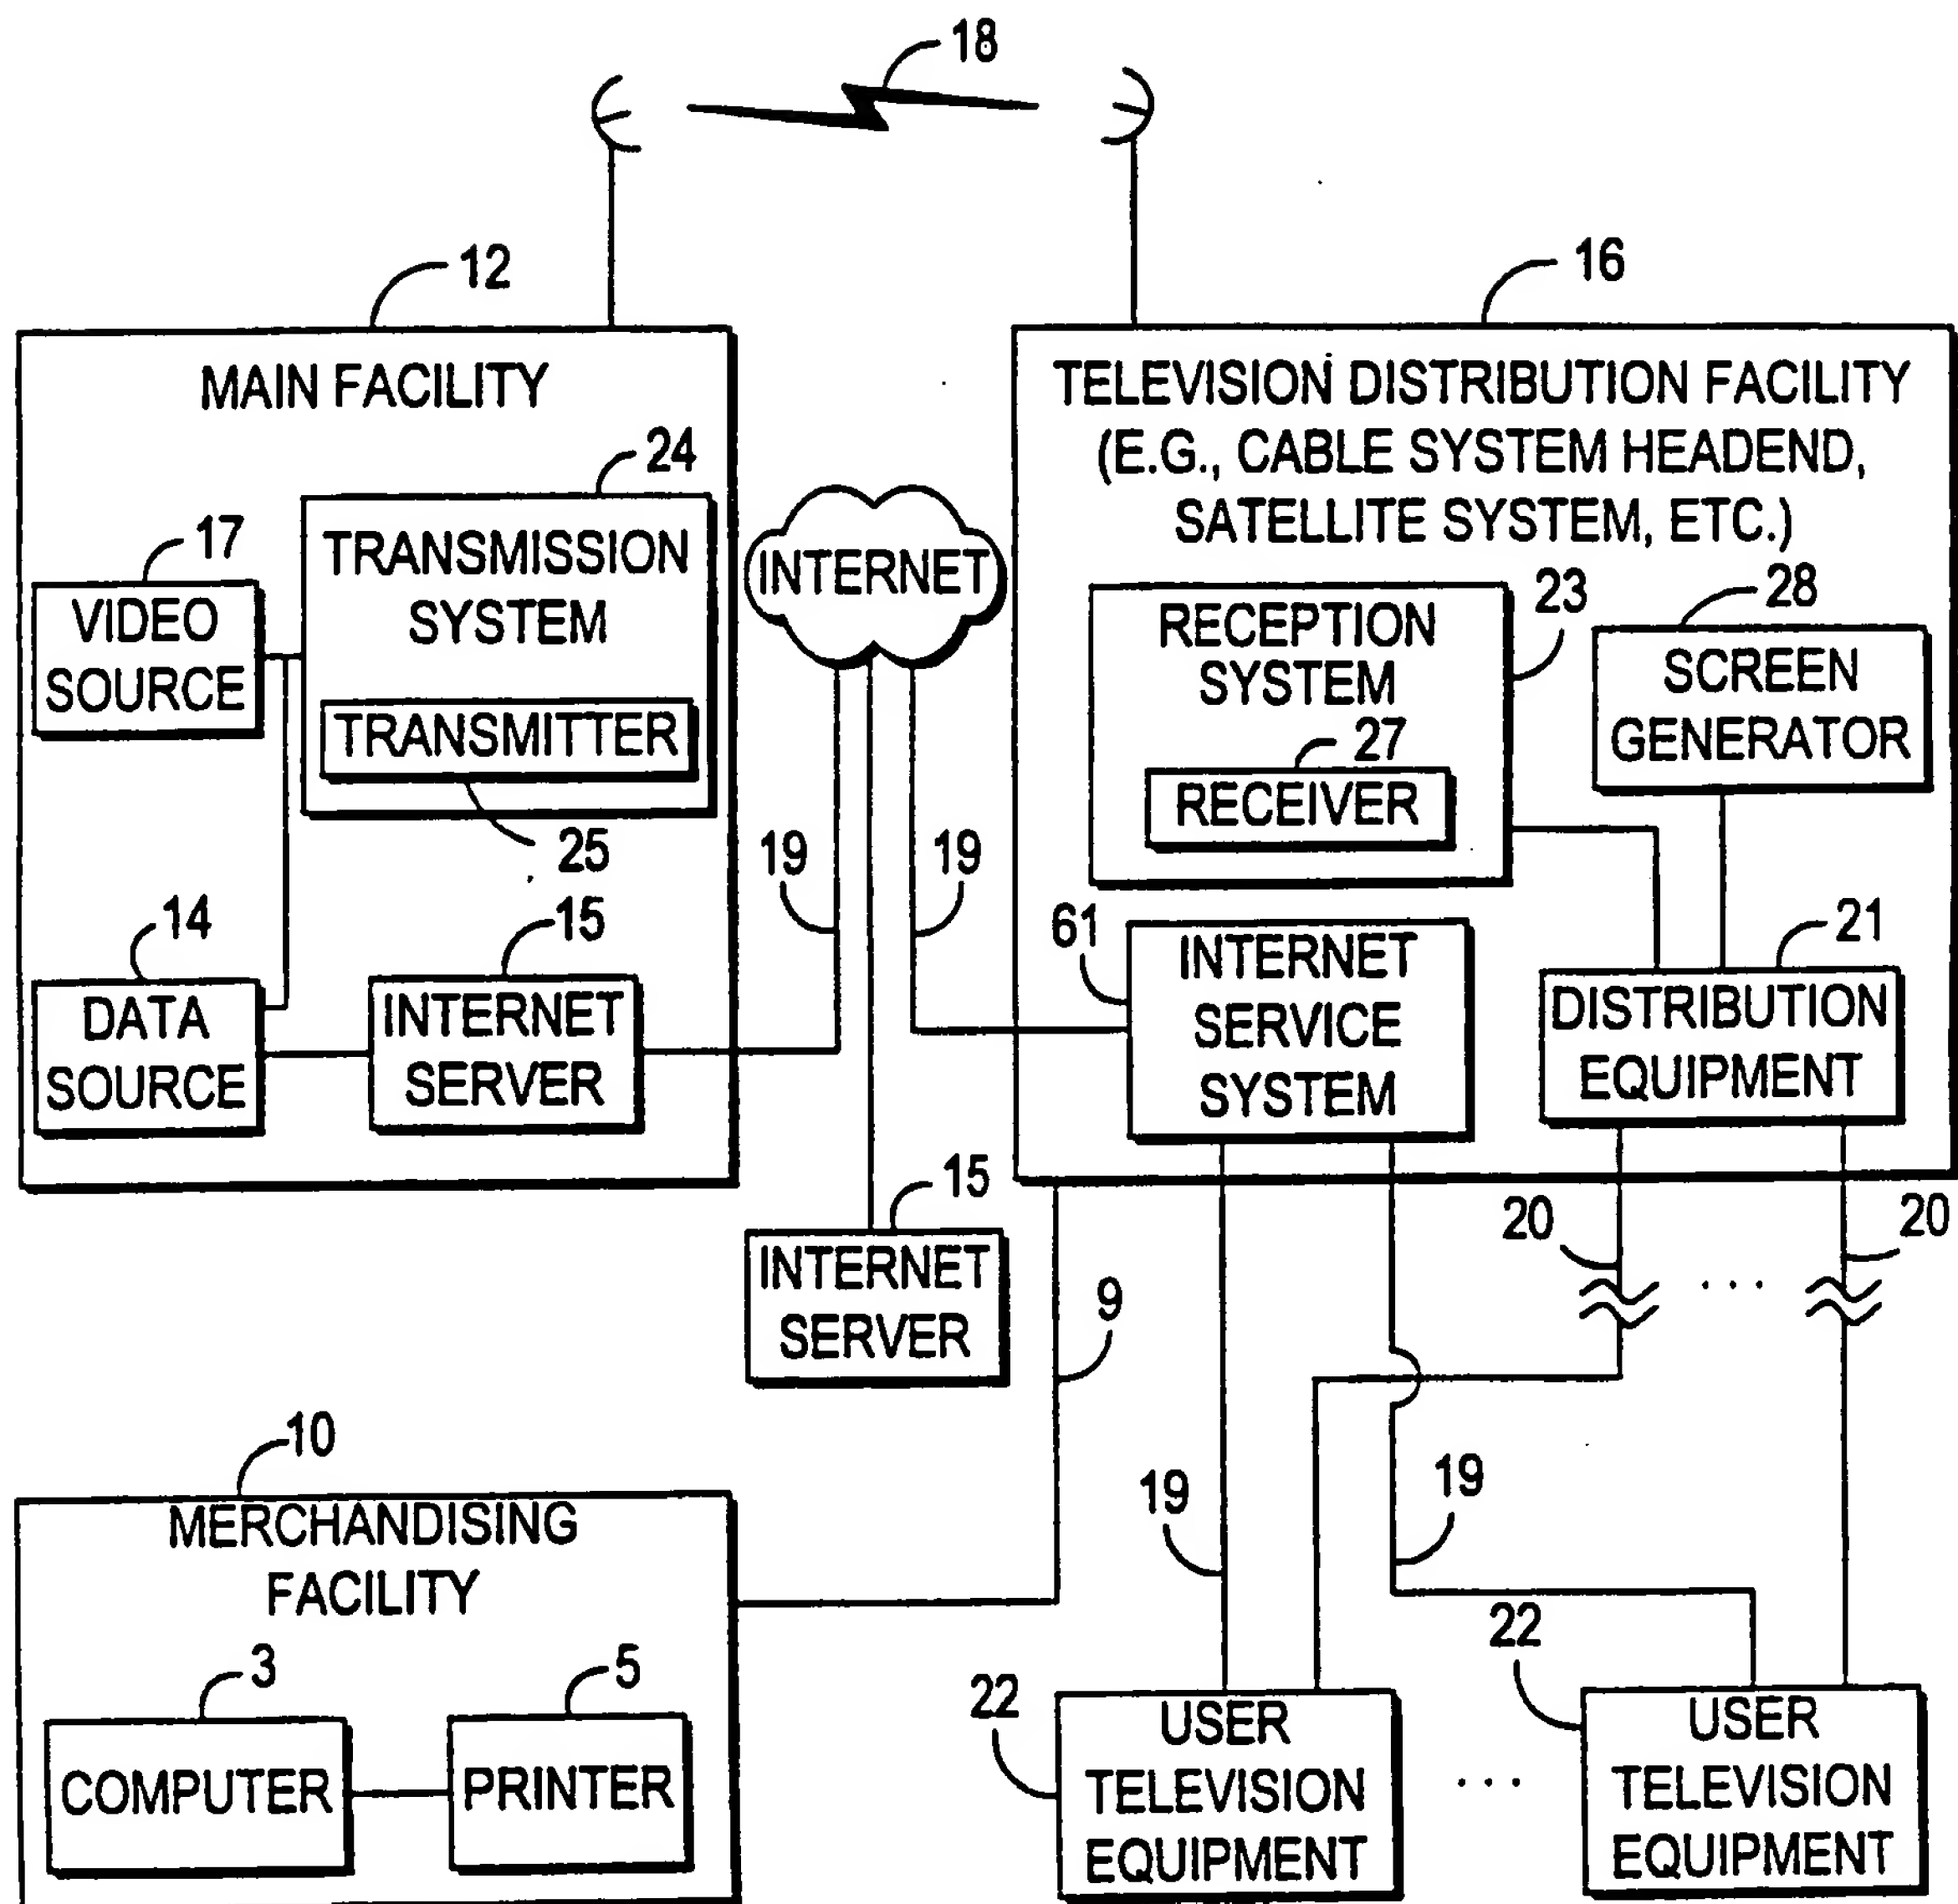 18
12
16
MAIN FACILITY
TELEVISION DISTRIBUTION FACILITY
(E.G., CABLE SYSTEM HEADEND,
SATELLITE SYSTEM, ETC.)
24
TRANSMISSION
SYSTEM
TRANSMITTER
25
17
VIDEO
SOURCE
14
DATA
SOURCE
15
INTERNET
SERVER
INTERNET
19
19
15
INTERNET
SERVER
23
RECEPTION
SYSTEM
27
RECEIVER
28
SCREEN
GENERATOR
61
INTERNET
SERVICE
SYSTEM
21
DISTRIBUTION
EQUIPMENT
20
...
20
9
10
MERCHANDISING
FACILITY
3
COMPUTER
5
PRINTER
19
19
22
USER
TELEVISION
EQUIPMENT
...
22
USER
TELEVISION
EQUIPMENT